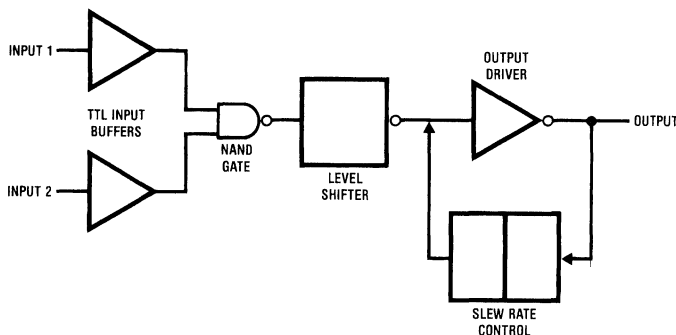 INPUT 1
TTL INPUT
BUFFERS
INPUT 2
NAND
GATE
LEVEL
SHIFTER
OUTPUT
DRIVER
OUTPUT
SLEW RATE
CONTROL